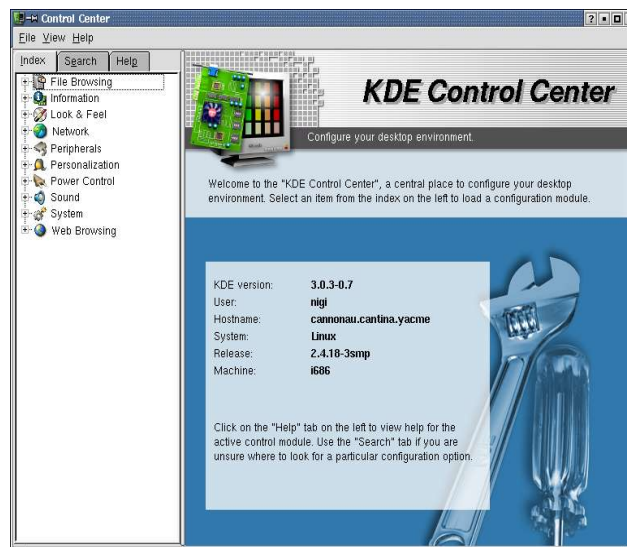 Control Center
File View Help
Index Search Help
File Browsing
Information
Look & Feel
Network
Peripherals
Personalization
Power Control
Sound
System
Web Browsing
KDE Control Center
Configure your desktop environment.
Welcome to the "KDE Control Center", a central place to configure your desktop
environment. Select an item from the index on the left to load a configuration module.
KDE version: 3.0.3-0.7
User: nigi
Hostname: cannonau.cantina.yacme
System: Linux
Release: 2.4.18-3smp
Machine: i686
Click on the "Help" tab on the left to view help for the
active control module. Use the "Search" tab if you are
unsure where to look for a particular configuration option.